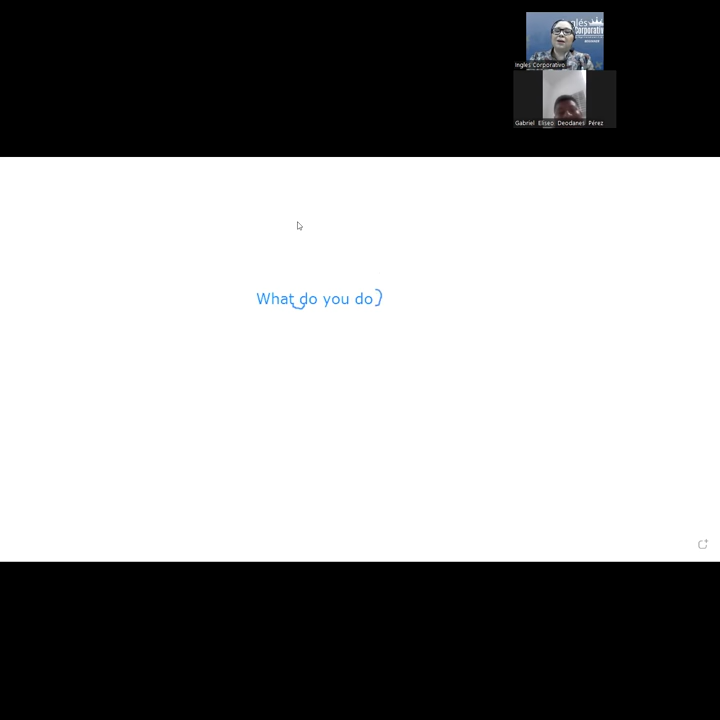 Inglés
Corporativo
Inglés Corporativo
Gabriel Eliseo Deodanes Pérez
What do you do)